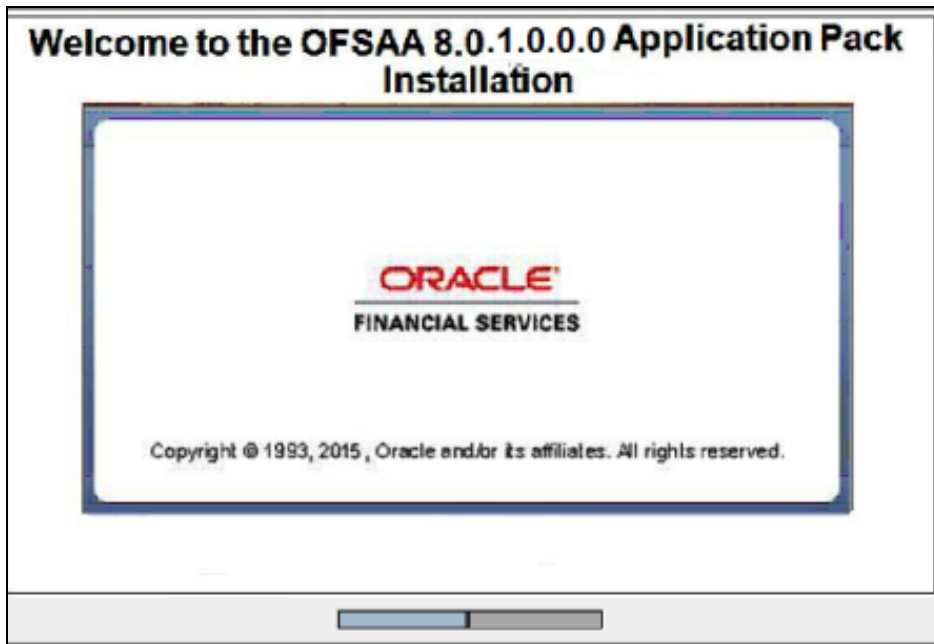 Welcome to the OFSAA 8.0.1.0.0.0 Application Pack
Installation
ORACLE
FINANCIAL SERVICES
Copyright © 1993, 2015, Oracle and/or its affiliates. All rights reserved.